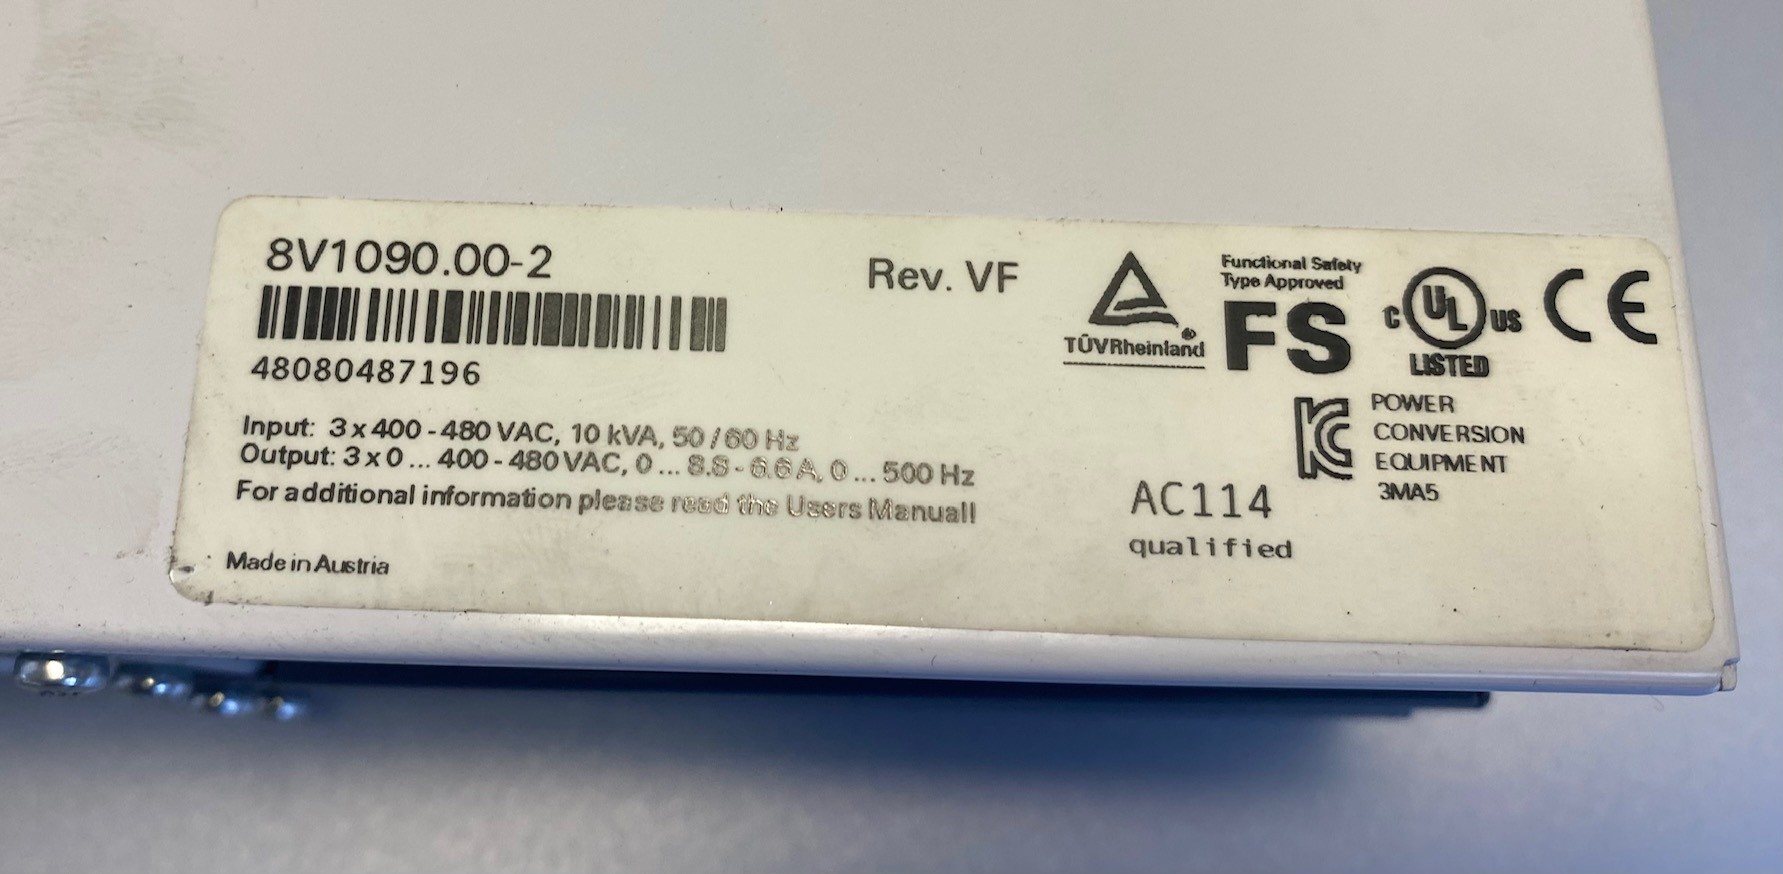 8V1090.00-2
Rev. VF
48080487196
Input: 3 x 400 - 480 VAC, 10 kVA, 50 / 60 Hz
Output: 3 x 0 ... 400 - 480 VAC, 0 ... 8.8 - 6.6 A, 0 ... 500 Hz
For additional information please read the Users Manual!
Made in Austria
TÜVRheinland
®
Functional Safety
Type Approved
FS
C UL US
LISTED
CE
KC
POWER
CONVERSION
EQUIPMENT
3MA5
AC114
qualified